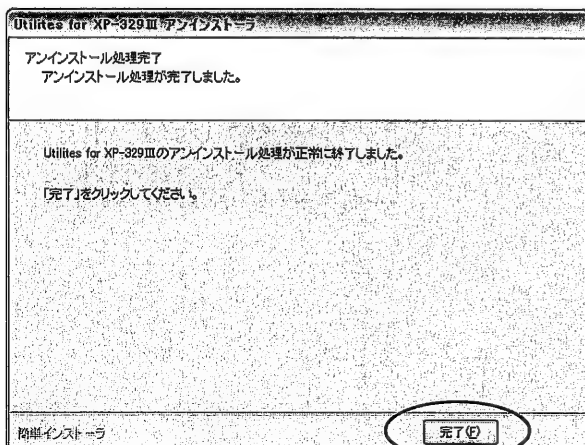 Utilites for XP-329Ⅲ アンインストーラ
アンインストール処理完了
アンインストール処理が完了しました。
Utilites for XP-329Ⅲのアンインストール処理が正常に終了しました。
「完了」をクリックしてください。
簡単インストーラ
完了(F)